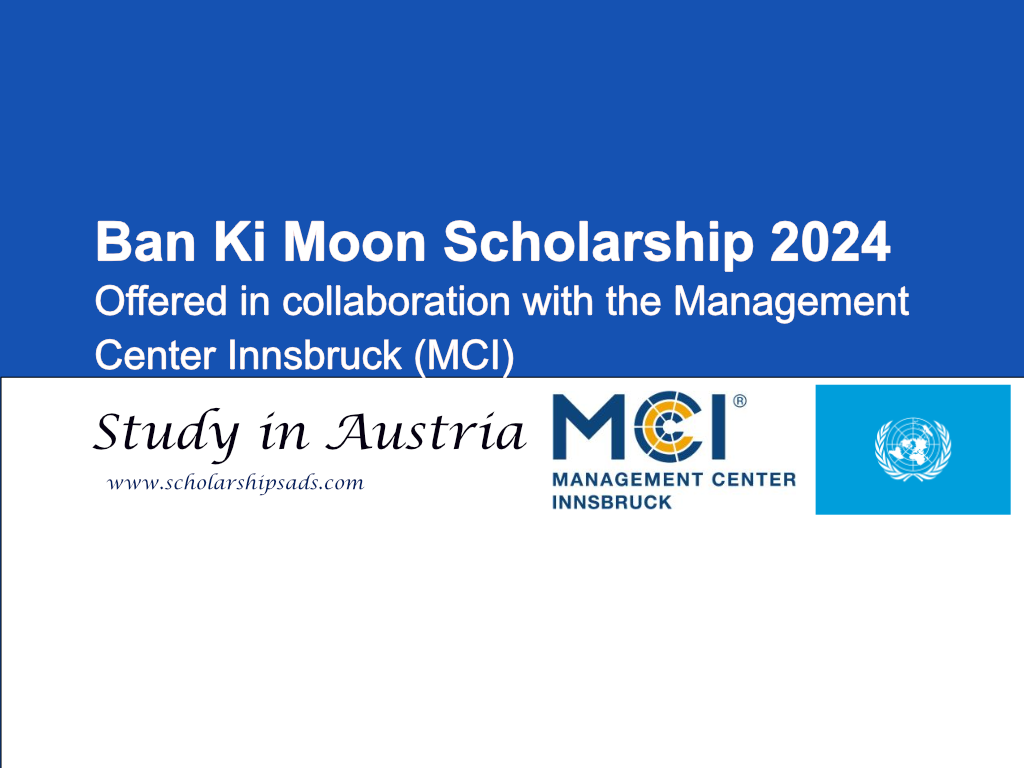 Ban Ki Moon Scholarship 2024
Offered in collaboration with the Management
Center Innsbruck (MCI)
Study in Austria
www.scholarshipsads.com
MCI®
MANAGEMENT CENTER
INNSBRUCK